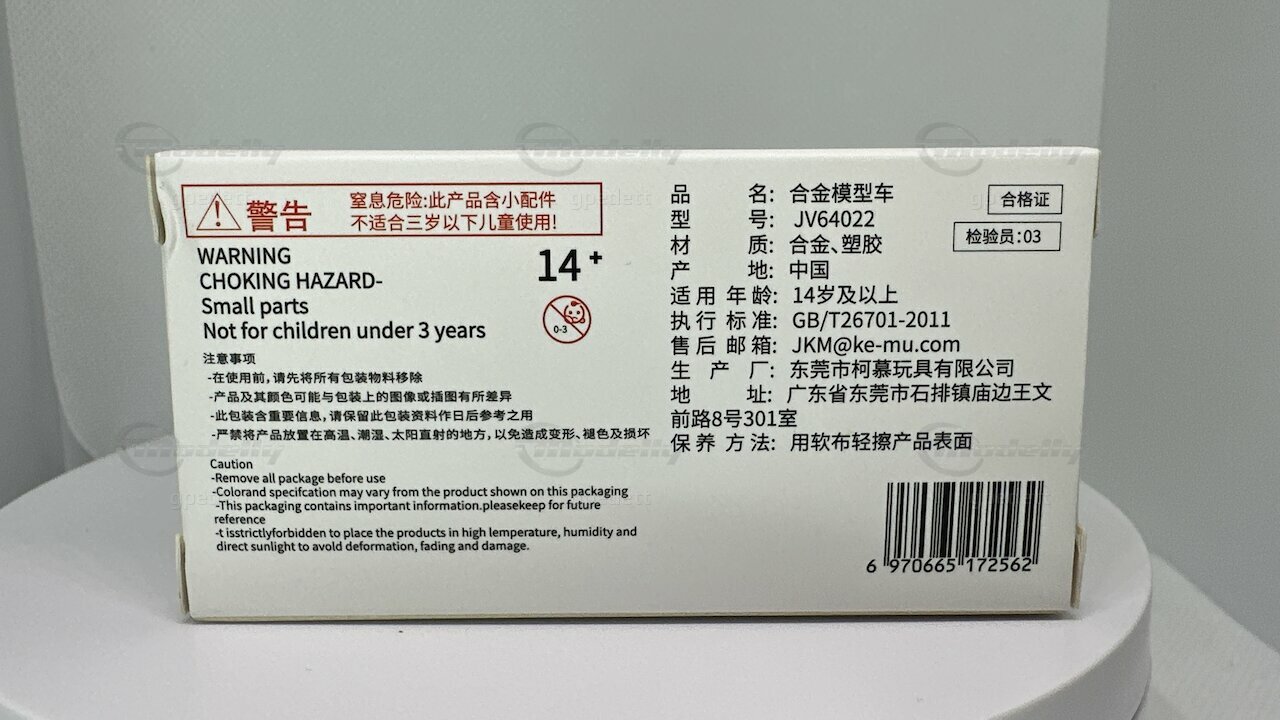 警告
窒息危险:此产品含小配件
不适合三岁以下儿童使用!
WARNING
CHOKING HAZARD-
Small parts
Not for children under 3 years
14+
0-3
注意事项
-在使用前,请先将所有包装物料移除
-产品及其颜色可能与包装上的图像或插图有所差异
-此包装含重要信息,请保留此包装资料作日后参考之用
-严禁将产品放置在高温、潮湿、太阳直射的地方,以免造成变形、褪色及损坏
Caution
-Remove all package before use
-Colorand specifcation may vary from the product shown on this packaging
-This packaging contains important information.pleasekeep for future
reference
-t isstrictlyforbidden to place the products in high lemperature, humidity and
direct sunlight to avoid deformation, fading and damage.
品名: 合金模型车
型号: JV64022
材质: 合金、塑胶
产地: 中国
适用年龄: 14岁及以上
执行标准: GB/T26701-2011
售后邮箱: JKM@ke-mu.com
生产厂: 东莞市柯慕玩具有限公司
地址: 广东省东莞市石排镇庙边王文
前路8号301室
保养方法: 用软布轻擦产品表面
合格证
检验员:03
6 970665 172562
modelly
gpedett